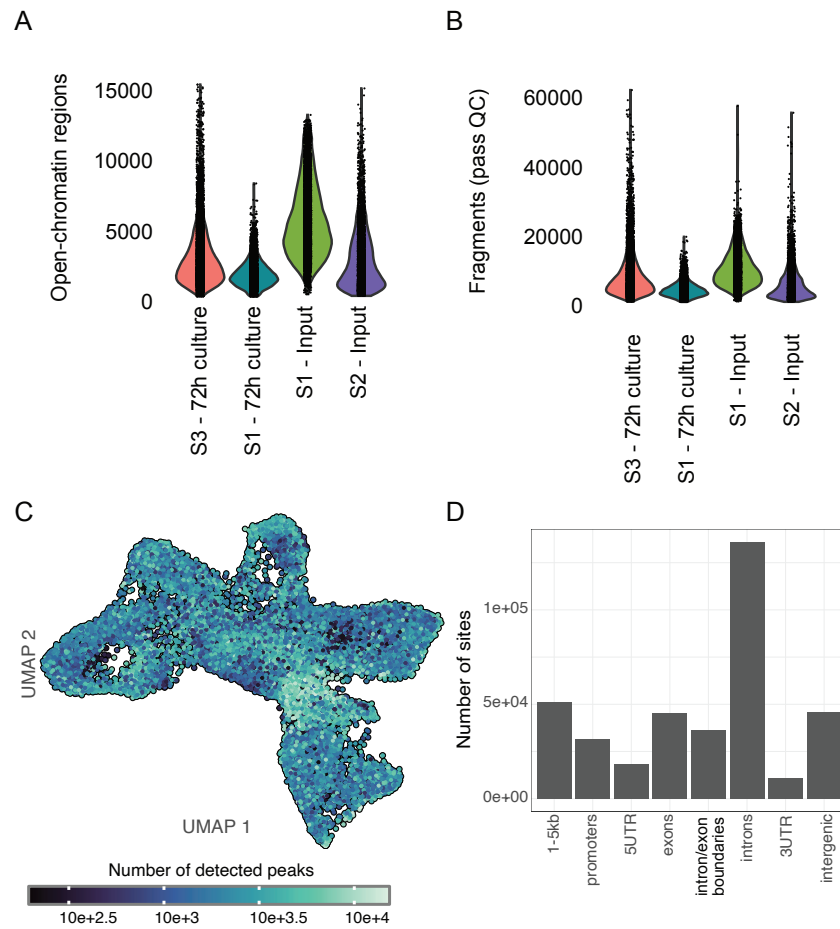 A
Open-chromatin regions
15000
10000
5000
0
S3 - 72h culture
S1 - 72h culture
S1 - Input
S2 - Input
B
Fragments (pass QC)
60000
40000
20000
0
S3 - 72h culture
S1 - 72h culture
S1 - Input
S2 - Input
C
UMAP 2
UMAP 1
Number of detected peaks
10e+2.5 10e+3 10e+3.5 10e+4
D
Number of sites
1e+05
5e+04
0e+00
1-5kb
promoters
5UTR
exons
intron/exon
boundaries
introns
3UTR
intergenic